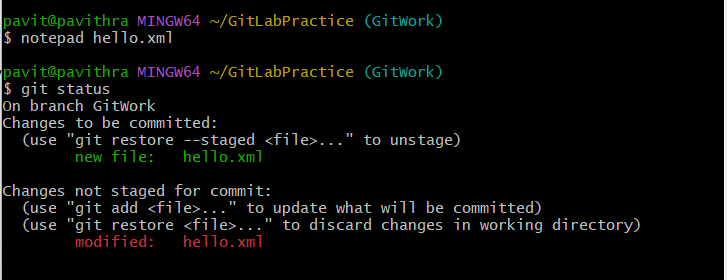 pavit@pavithra MINGW64 ~/GitLabPractice (GitWork)
$ notepad hello.xml
pavit@pavithra MINGW64 ~/GitLabPractice (GitWork)
$ git status
On branch GitWork
Changes to be committed:
  (use "git restore --staged <file>..." to unstage)
        new file:   hello.xml
Changes not staged for commit:
  (use "git add <file>..." to update what will be committed)
  (use "git restore <file>..." to discard changes in working directory)
        modified:   hello.xml